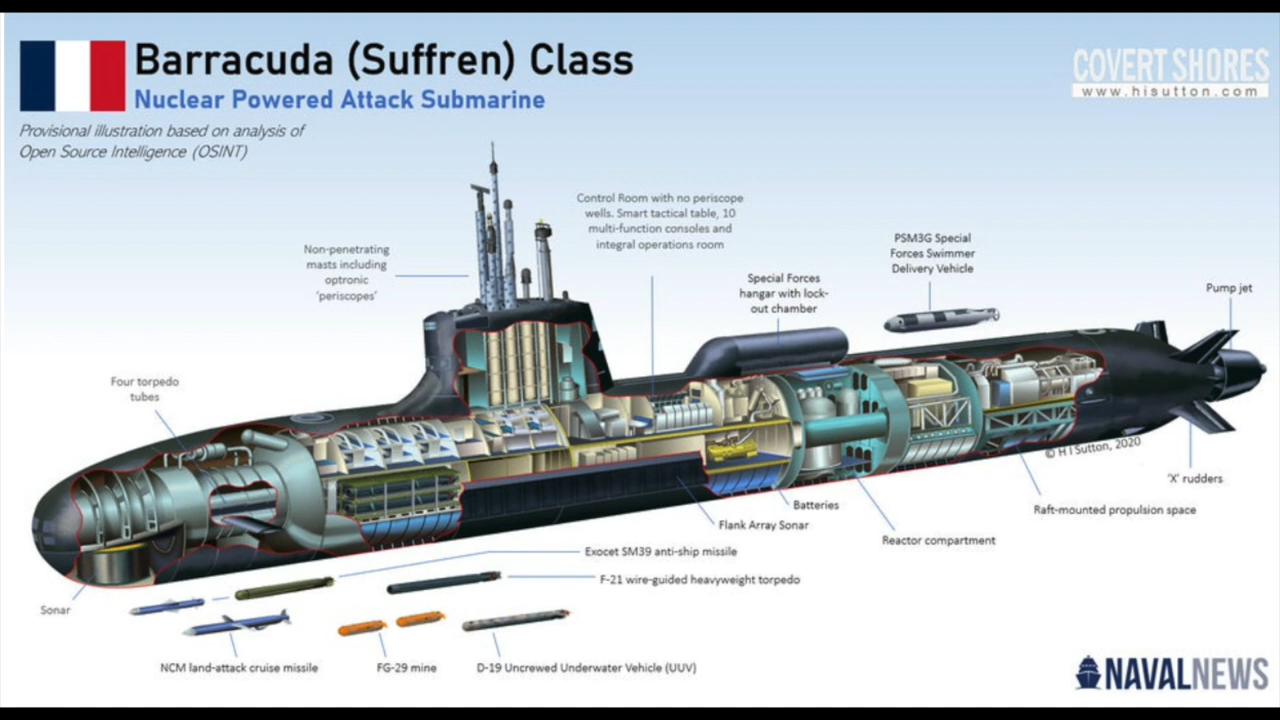 Barracuda (Suffren) Class
Nuclear Powered Attack Submarine
Provisional illustration based on analysis of
Open Source Intelligence (OSINT)
COVERT SHORES
www.hisutton.com
Control Room with no periscope
wells. Smart tactical table, 10
multi-function consoles and
integral operations room
Non-penetrating
masts including
optronic
'periscopes'
PSM3G Special
Forces Swimmer
Delivery Vehicle
Special Forces
hangar with lock-
out chamber
Pump jet
Four torpedo
tubes
© H I Sutton, 2020
'X' rudders
Raft-mounted propulsion space
Batteries
Flank Array Sonar
Reactor compartment
Exocet SM39 anti-ship missile
F-21 wire-guided heavyweight torpedo
Sonar
NCM land-attack cruise missile
FG-29 mine
D-19 Uncrewed Underwater Vehicle (UUV)
NAVALNEWS